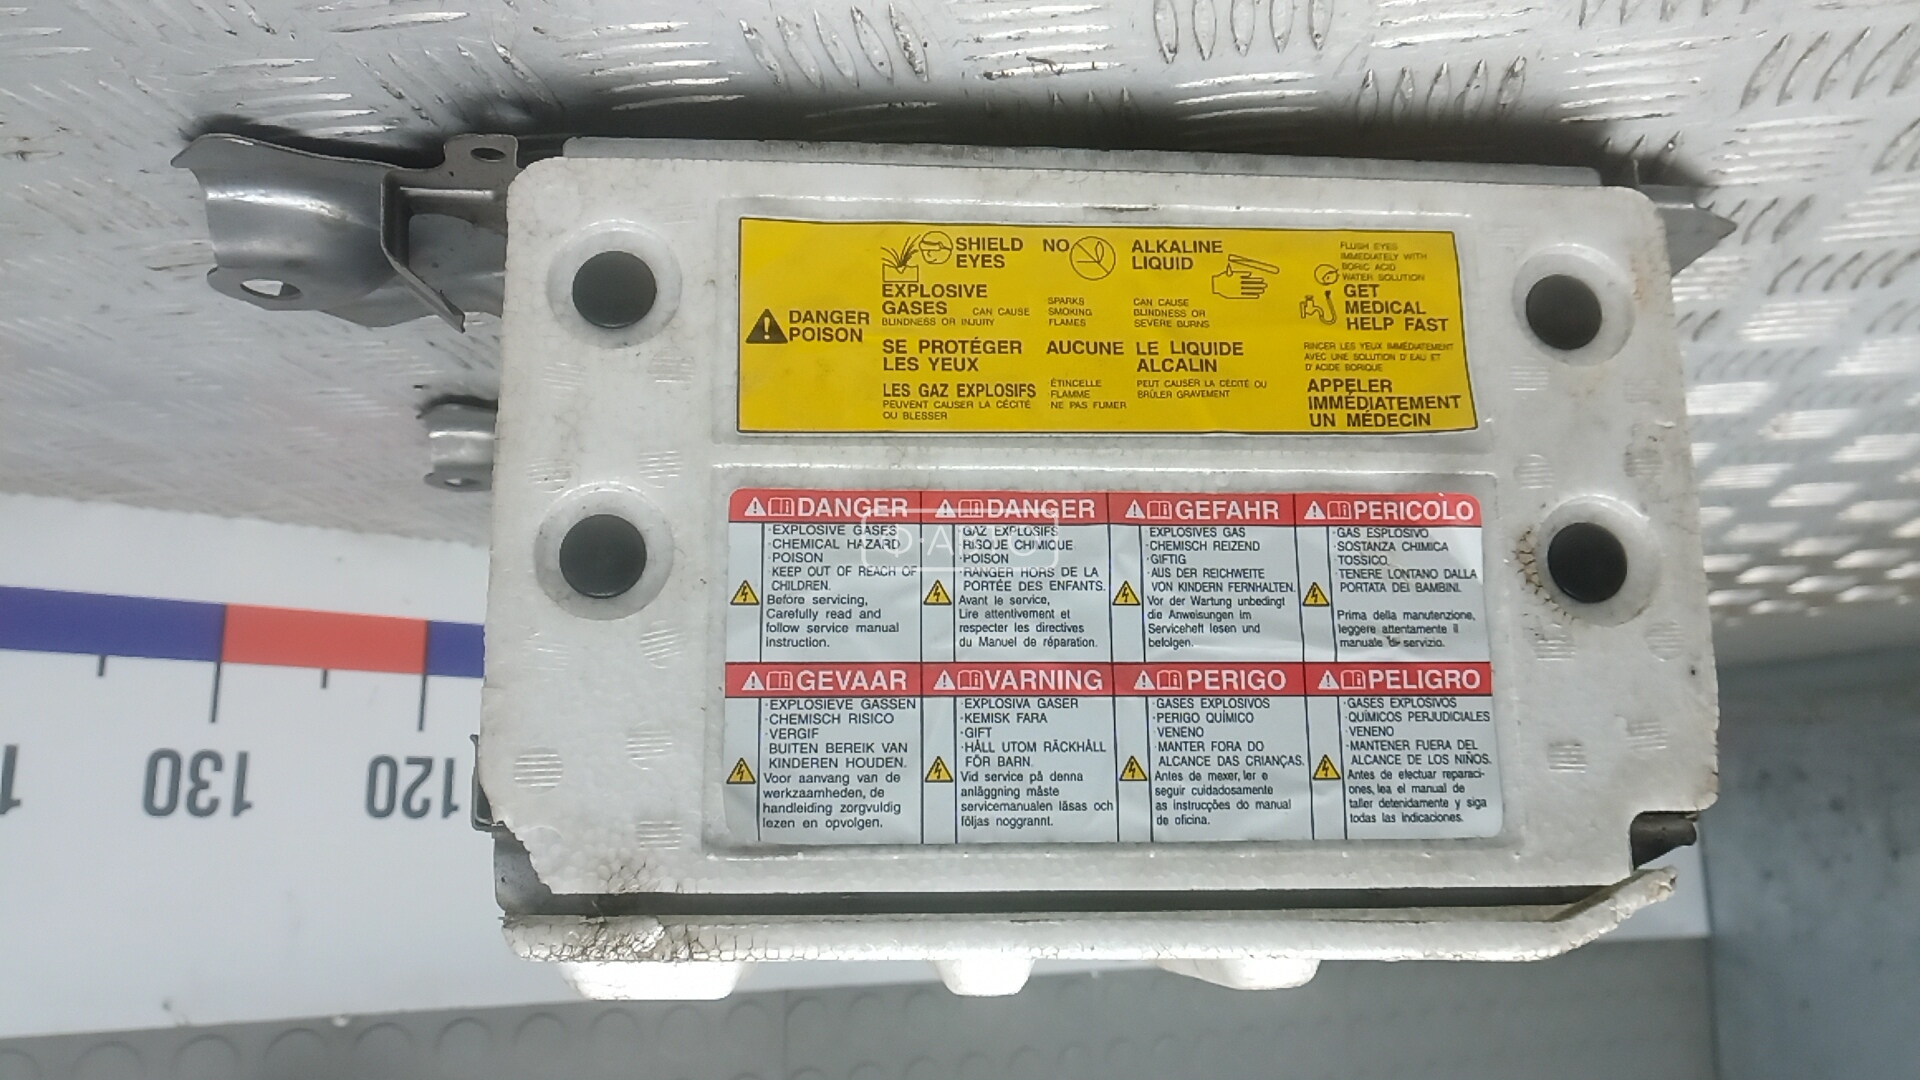 SHIELD
EYES
NO
ALKALINE
LIQUID
FLUSH EYES
IMMEDIATELY WITH
BORIC ACID
WATER SOLUTION
EXPLOSIVE
GASES CAN CAUSE
BLINDNESS OR INJURY
SPARKS
SMOKING
FLAMES
CAN CAUSE
BLINDNESS OR
SEVERE BURNS
GET
MEDICAL
HELP FAST
DANGER
POISON
SE PROTÉGER
LES YEUX
AUCUNE
LE LIQUIDE
ALCALIN
RINCER LES YEUX IMMÉDIATEMENT
AVEC UNE SOLUTION D'EAU ET
D'ACIDE BORIQUE
LES GAZ EXPLOSIFS
PEUVENT CAUSER LA CÉCITÉ
OU BLESSER
ÉTINCELLE
FLAMME
NE PAS FUMER
PEUT CAUSER LA CÉCITÉ OU
BRÛLER GRAVEMENT
APPELER
IMMÉDIATEMENT
UN MÉDECIN
DANGER
·EXPLOSIVE GASES
·CHEMICAL HAZARD
·POISON
·KEEP OUT OF REACH OF
CHILDREN.
Before servicing,
Carefully read and
follow service manual
instruction.
DANGER
·GAZ EXPLOSIFS
·RISQUE CHIMIQUE
·POISON
·RANGER HORS DE LA
PORTÉE DES ENFANTS.
Avant le service,
Lire attentivement et
respecter les directives
du Manuel de réparation.
GEFAHR
·EXPLOSIVES GAS
·CHEMISCH REIZEND
·GIFTIG
·AUS DER REICHWEITE
VON KINDERN FERNHALTEN.
Vor der Wartung unbedingt
die Anweisungen im
Serviceheft lesen und
befolgen.
PERICOLO
·GAS ESPLOSIVO
·SOSTANZA CHIMICA
TOSSICO.
·TENERE LONTANO DALLA
PORTATA DEI BAMBINI.
Prima della manutenzione,
leggere attentamente il
manuale di servizio.
GEVAAR
·EXPLOSIEVE GASSEN
·CHEMISCH RISICO
·VERGIF
·BUITEN BEREIK VAN
KINDEREN HOUDEN.
Voor aanvang van de
werkzaamheden, de
handleiding zorgvuldig
lezen en opvolgen.
VARNING
·EXPLOSIVA GASER
·KEMISK FARA
·GIFT
·HÅLL UTOM RÄCKHÅLL
FÖR BARN.
Vid service på denna
anläggning måste
servicemanualen läsas och
följas noggrannt.
PERIGO
·GASES EXPLOSIVOS
·PERIGO QUÍMICO
·VENENO
·MANTER FORA DO
ALCANCE DAS CRIANÇAS.
Antes de mexer, ler e
seguir cuidadosamente
as instrucções do manual
de oficina.
PELIGRO
·GASES EXPLOSIVOS
·QUÍMICOS PERJUDICIALES
·VENENO
·MANTENER FUERA DEL
ALCANCE DE LOS NIÑOS.
Antes de efectuar reparaci-
ones, lea el manual de
taller detenidamente y siga
todas las indicaciones.
130
120